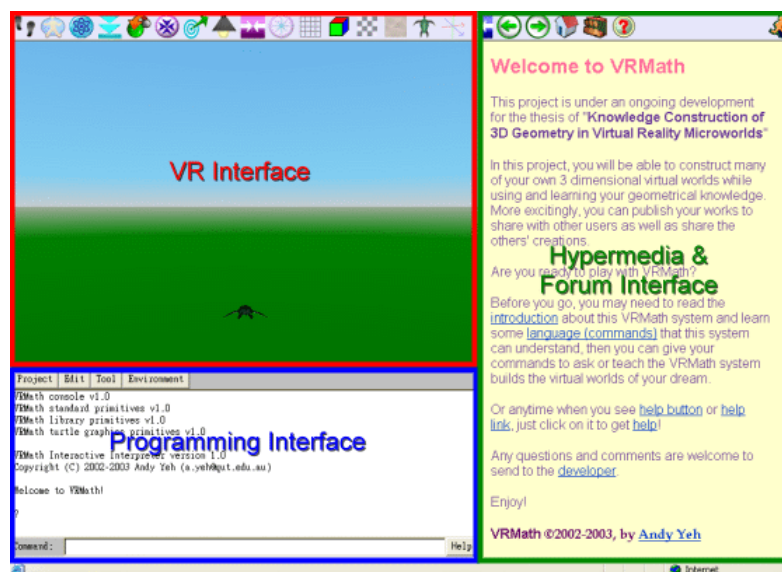 VR Interface
Project Edit Tool Environment
VRMath console v1.0
VRMath standard primitives v1.0
VRMath library primitives v1.0
VRMath turtle graphics primitives v1.0
Programming Interface
VRMath Interactive Interpreter version 1.0
Copyright (C) 2002-2003 Andy Yeh (a.yeh@qut.edu.au)
Welcome to VRMath!
?
Command: Help
Welcome to VRMath
This project is under an ongoing development
for the thesis of "Knowledge Construction of
3D Geometry in Virtual Reality Microworlds"
In this project, you will be able to construct many
of your own 3 dimensional virtual worlds while
using and learning your geometrical knowledge.
More excitingly, you can publish your works to
share with other users as well as share the
others' creations.
Hypermedia &
Are you ready to play with VRMath?
Forum Interface
Before you go, you may need to read the
introduction about this VRMath system and learn
some language (commands) that this system
can understand, then you can give your
commands to ask or teach the VRMath system
builds the virtual worlds of your dream.
Or anytime when you see help button or help
link, just click on it to get help!
Any questions and comments are welcome to
send to the developer.
Enjoy!
VRMath ©2002-2003, by Andy Yeh
Internet